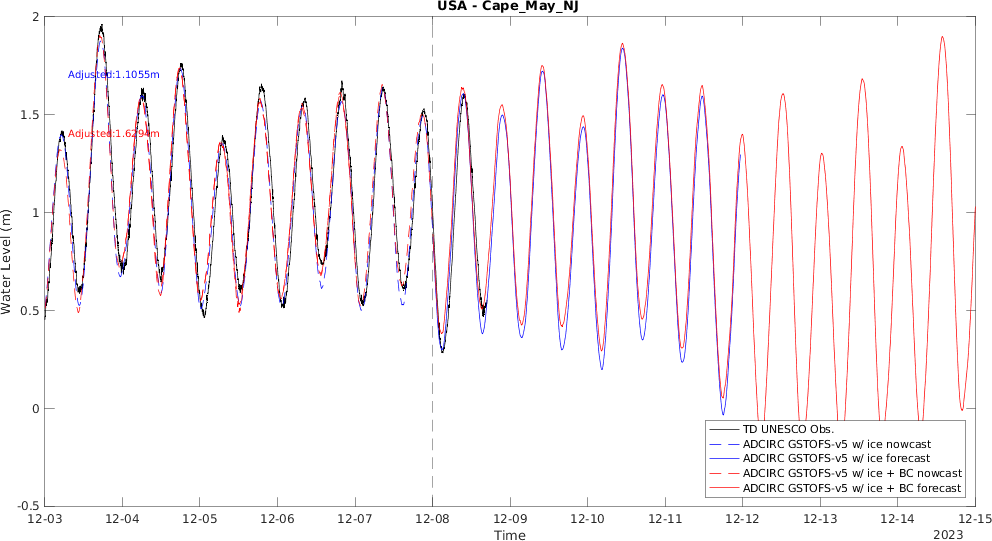 USA - Cape_May_NJ
Water Level (m)
2
1.5
1
0.5
0
-0.5
Adjusted:1.1055m
Adjusted:1.6294m
TD UNESCO Obs.
ADCIRC GSTOFS-v5 w/ ice nowcast
ADCIRC GSTOFS-v5 w/ ice forecast
ADCIRC GSTOFS-v5 w/ ice + BC nowcast
ADCIRC GSTOFS-v5 w/ ice + BC forecast
12-03 12-04 12-05 12-06 12-07 12-08 12-09 12-10 12-11 12-12 12-13 12-14 12-15
Time
2023